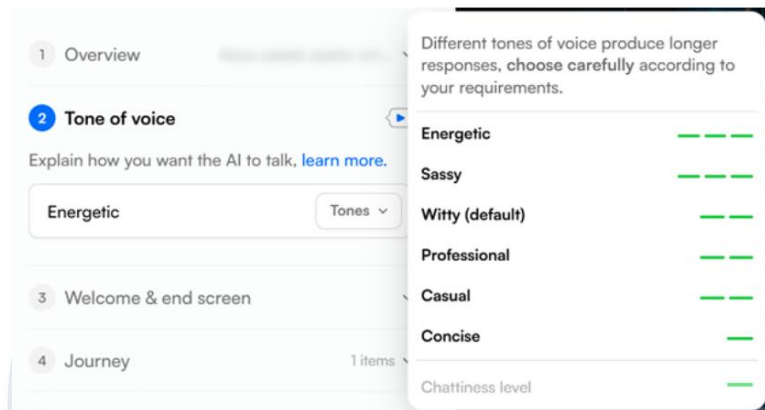 1 Overview
2 Tone of voice
Explain how you want the AI to talk, learn more.
Energetic
Tones
3 Welcome & end screen
4 Journey
1 items
Different tones of voice produce longer
responses, choose carefully according to
your requirements.
Energetic
Sassy
Witty (default)
Professional
Casual
Concise
Chattiness level